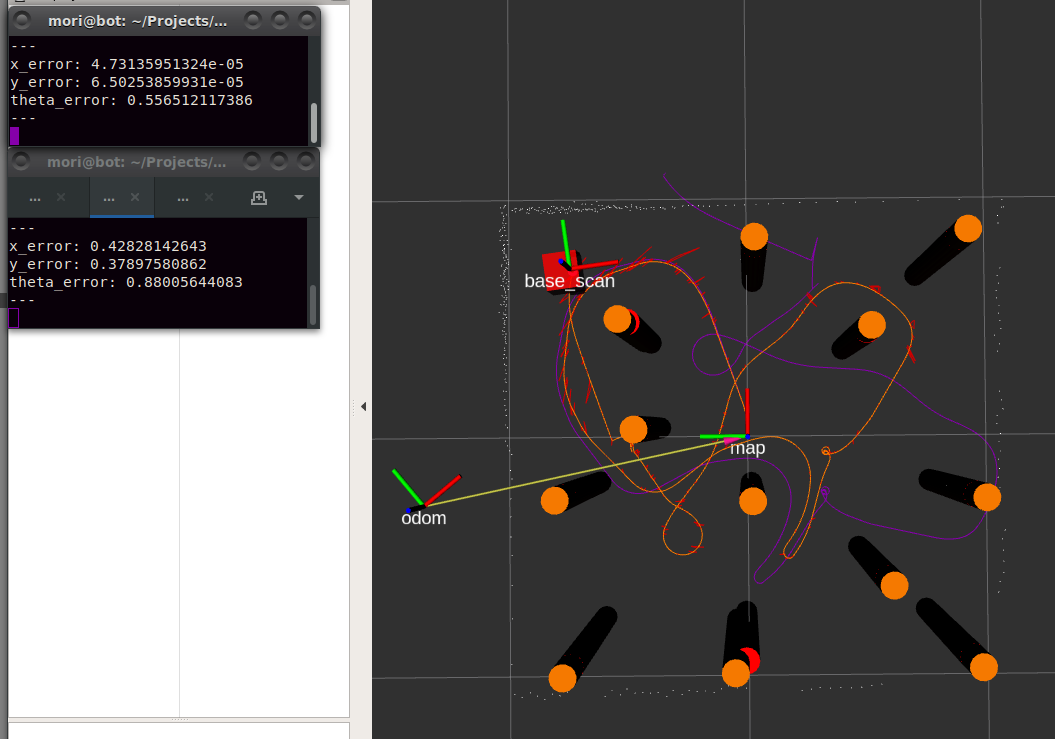 mori@bot: ~/Projects/...
---
x_error: 4.73135951324e-05
y_error: 6.50253859931e-05
theta_error: 0.556512117386
---
mori@bot: ~/Projects/...
... × ... × ... ×
---
x_error: 0.42828142643
y_error: 0.37897580862
theta_error: 0.88005644083
---
base_scan
map
odom